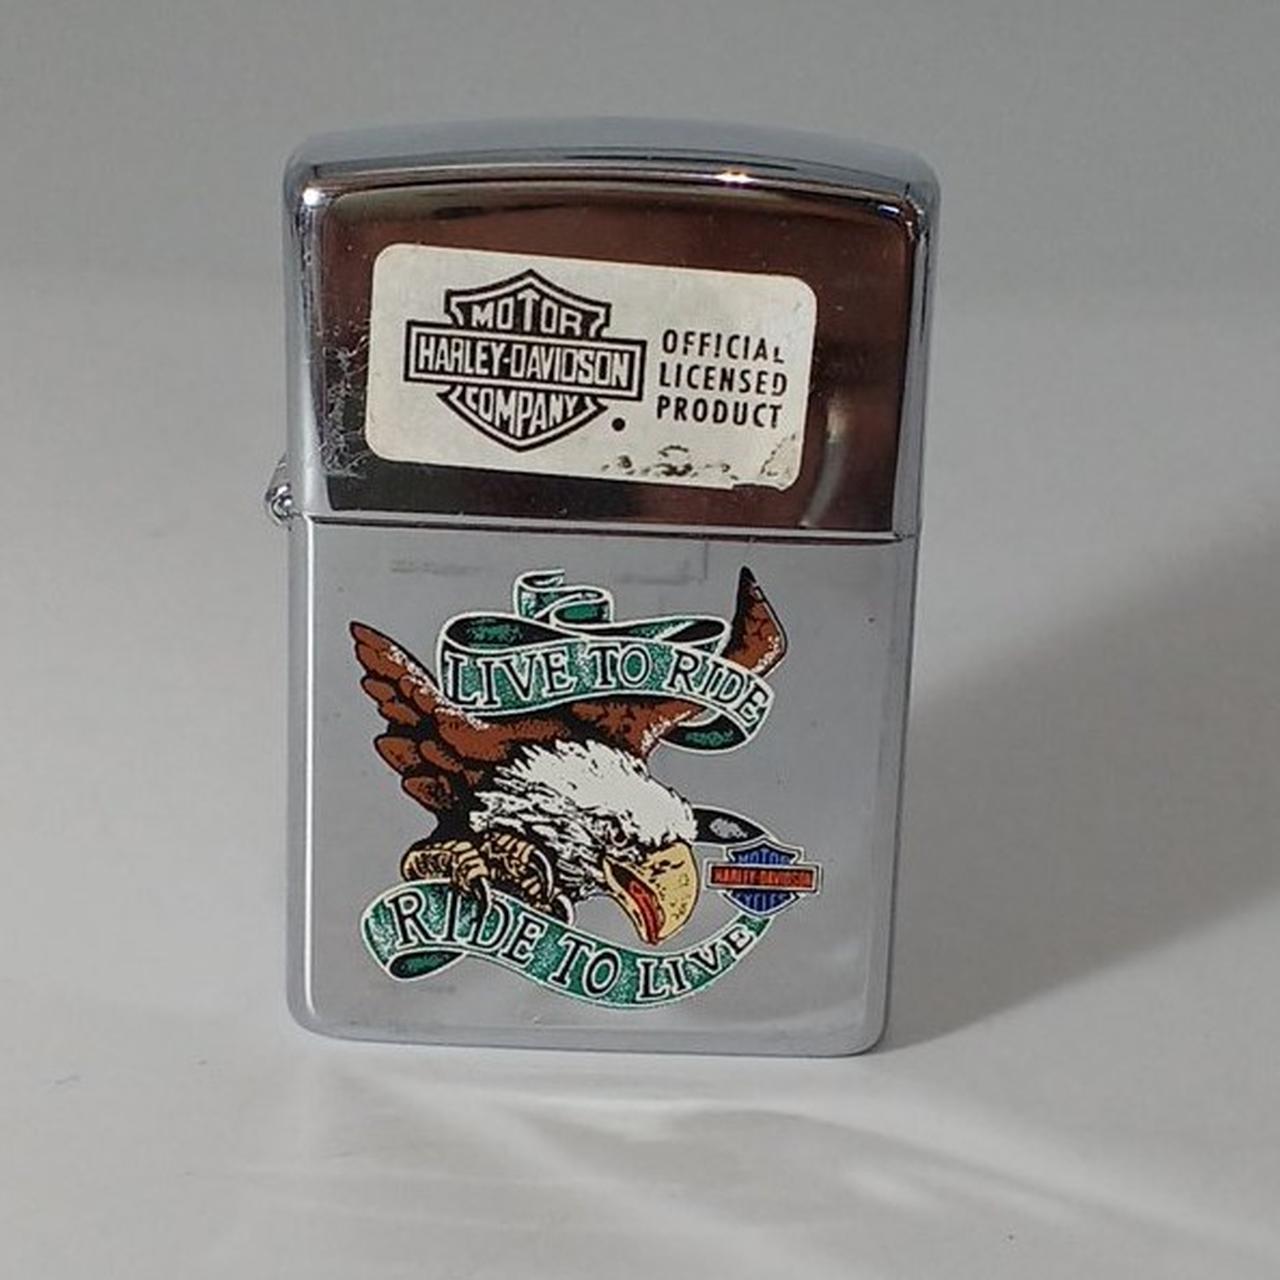 MOTOR
HARLEY-DAVIDSON
COMPANY
OFFICIAL
LICENSED
PRODUCT
LIVE TO RIDE
MOTOR
HARLEY-DAVIDSON
CYCLES
RIDE TO LIVE